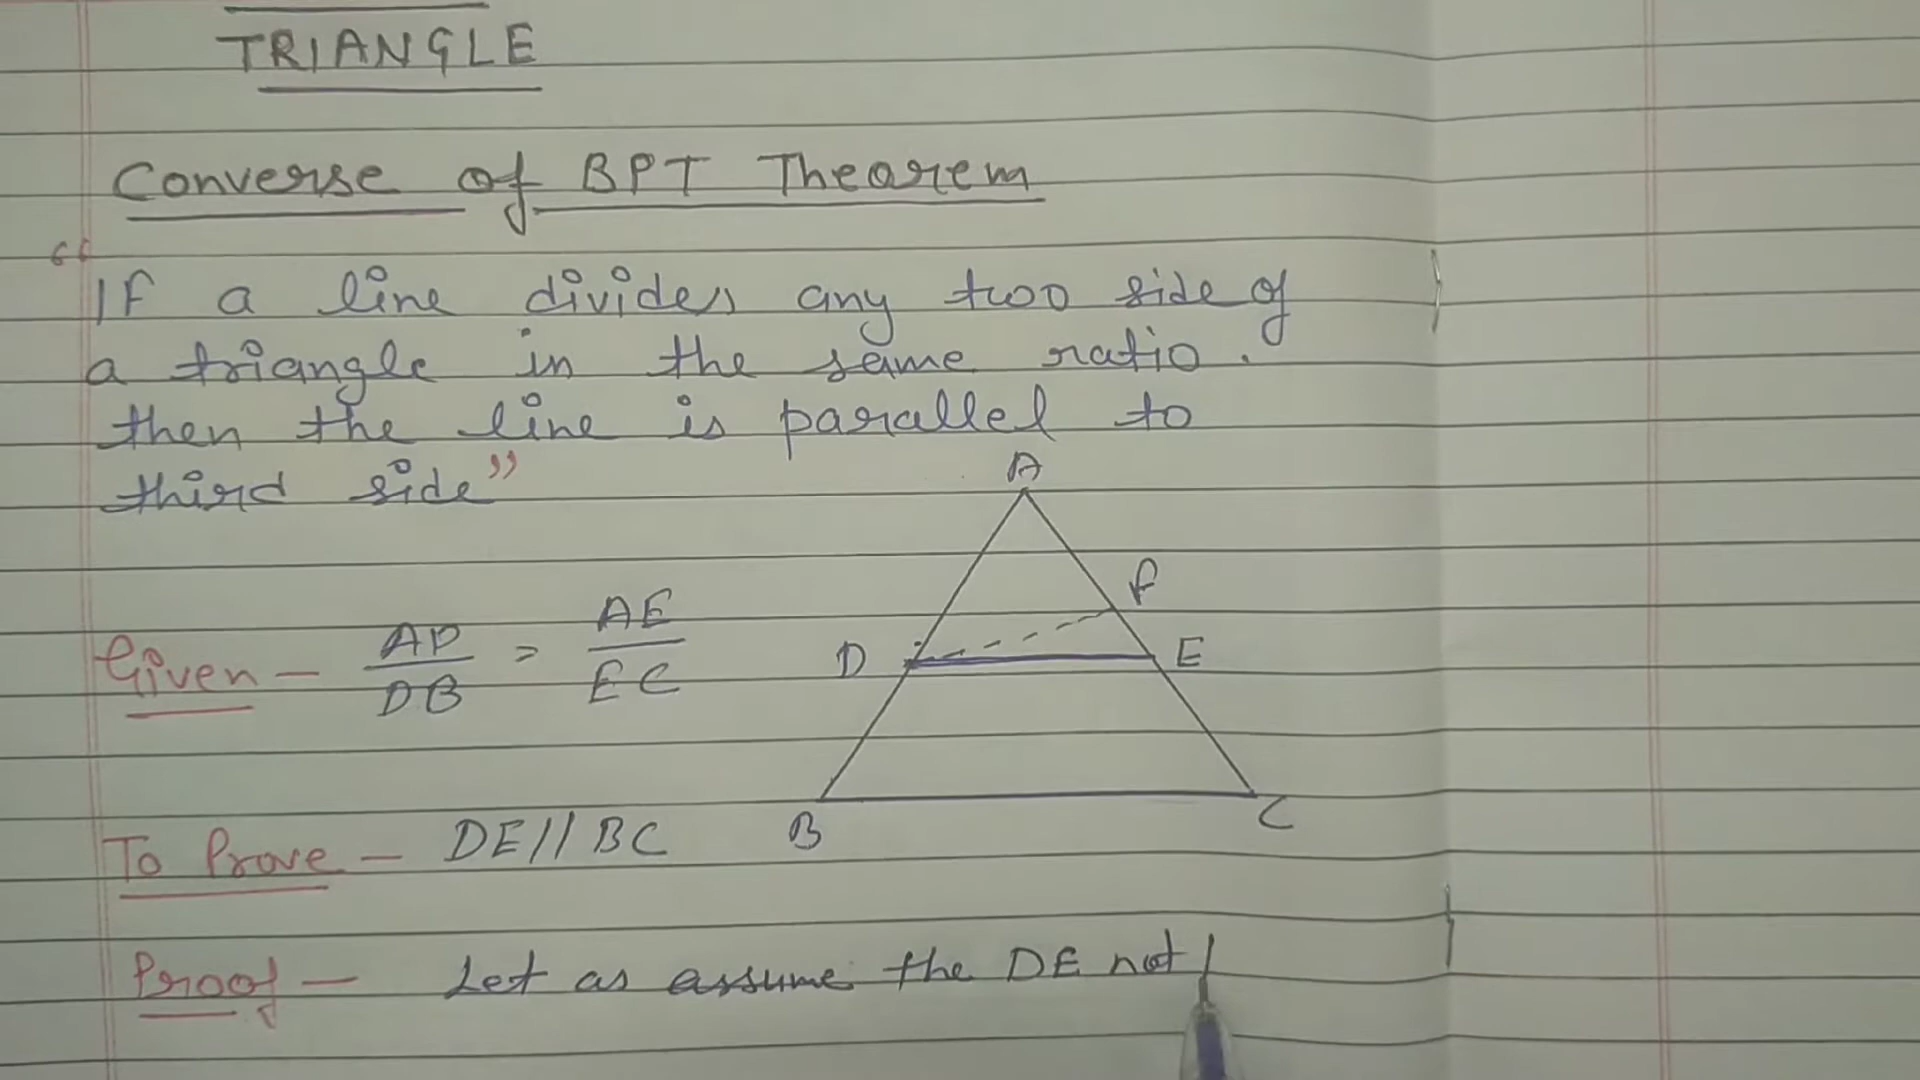 TRIANGLE
Converse of BPT Theorem
"If a line divides any two side of
a triangle in the same ratio.
then the line is parallel to
third side"
A
F
D
E
Given - AD/DB = AE/EC
B
C
To Prove - DE//BC
Proof - Let as assume the DE not